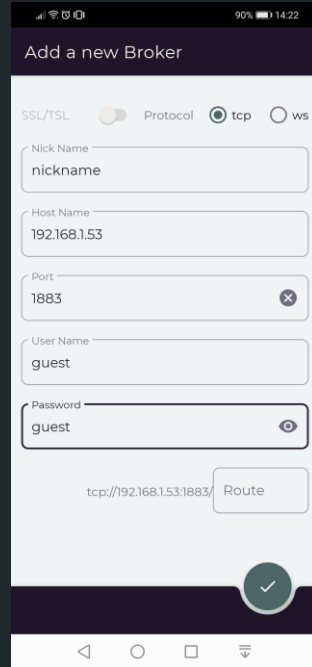 90% 14:22
Add a new Broker
SSL/TSL Protocol tcp ws
Nick Name
nickname
Host Name
192.168.1.53
Port
1883
User Name
guest
Password
guest
tcp://192.168.1.53:1883/ Route